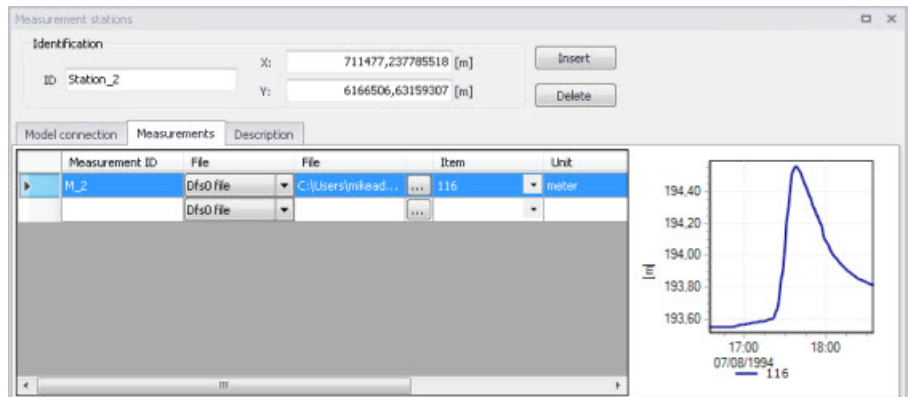 Measurement stations
Identification
ID Station_2
X: 711477,237785518 [m]
Y: 6166506,63159307 [m]
Insert
Delete
Model connection Measurements Description
Measurement ID File File Item Unit
M_2 Dfs0 file C:\Users\mikead... ... 116 meter
Dfs0 file ...
194,40
194,20
194,00
193,80
193,60
[m]
17:00 18:00
07/08/1994
116